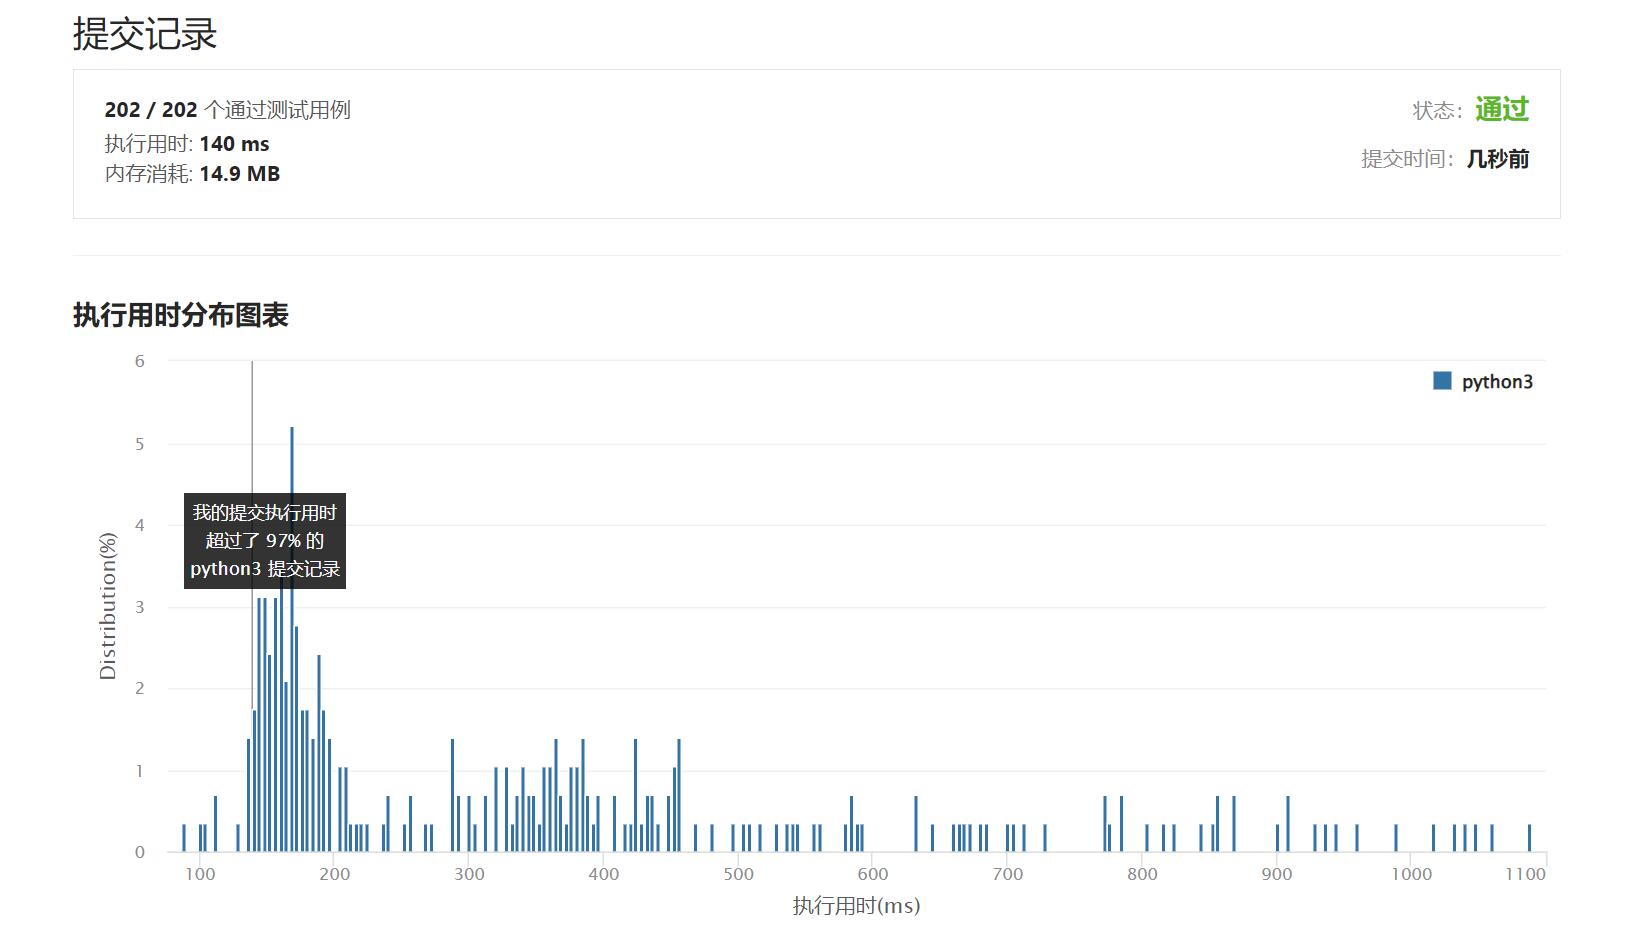 提交记录
202 / 202 个通过测试用例
状态：通过
执行用时: 140 ms
提交时间：几秒前
内存消耗: 14.9 MB
执行用时分布图表
6
python3
5
4
我的提交执行用时
超过了 97% 的
python3 提交记录
Distribution(%)
3
2
1
0
100 200 300 400 500 600 700 800 900 1000 1100
执行用时(ms)